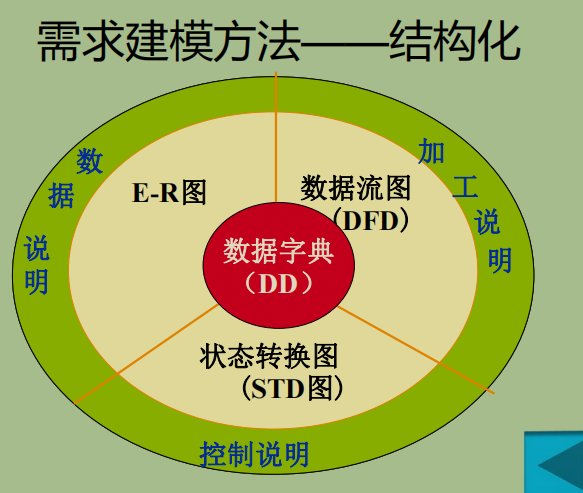 需求建模方法——结构化
数据说明
E-R图
数据流图
(DFD)
加工说明
数据字典
（DD）
状态转换图
(STD图)
控制说明